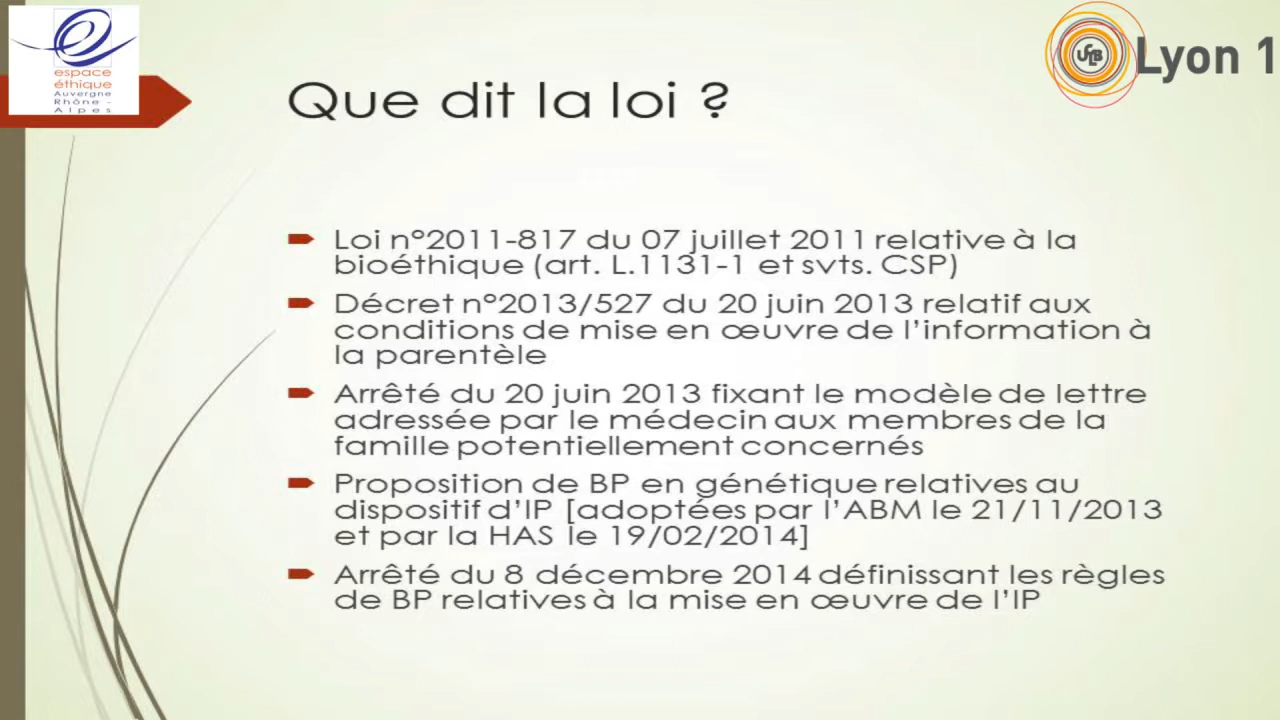 espace
éthique
Auvergne
Rhône -
Alpes
UCLB Lyon 1
Que dit la loi ?
Loi n°2011-817 du 07 juillet 2011 relative à la
bioéthique (art. L.1131-1 et svts. CSP)
Décret n°2013/527 du 20 juin 2013 relatif aux
conditions de mise en œuvre de l'information à
la parentèle
Arrêté du 20 juin 2013 fixant le modèle de lettre
adressée par le médecin aux membres de la
famille potentiellement concernés
Proposition de BP en génétique relatives au
dispositif d'IP [adoptées par l'ABM le 21/11/2013
et par la HAS le 19/02/2014]
Arrêté du 8 décembre 2014 définissant les règles
de BP relatives à la mise en œuvre de l'IP